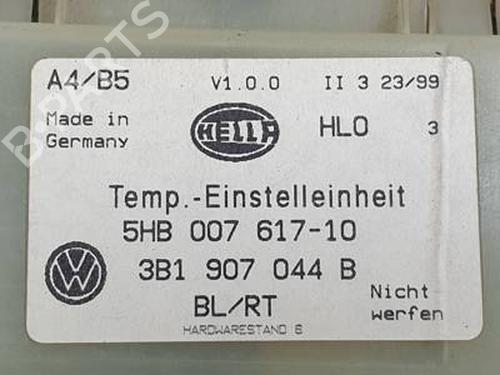 A4/B5 V1.0.0 II 3 23/99
Made in HLO 3
Germany
HELLA
Temp.-Einstelleinheit
5HB 007 617-10
3B1 907 044 B
BL/RT Nicht
werfen
HARDWARESTAND 6
B-PARTS